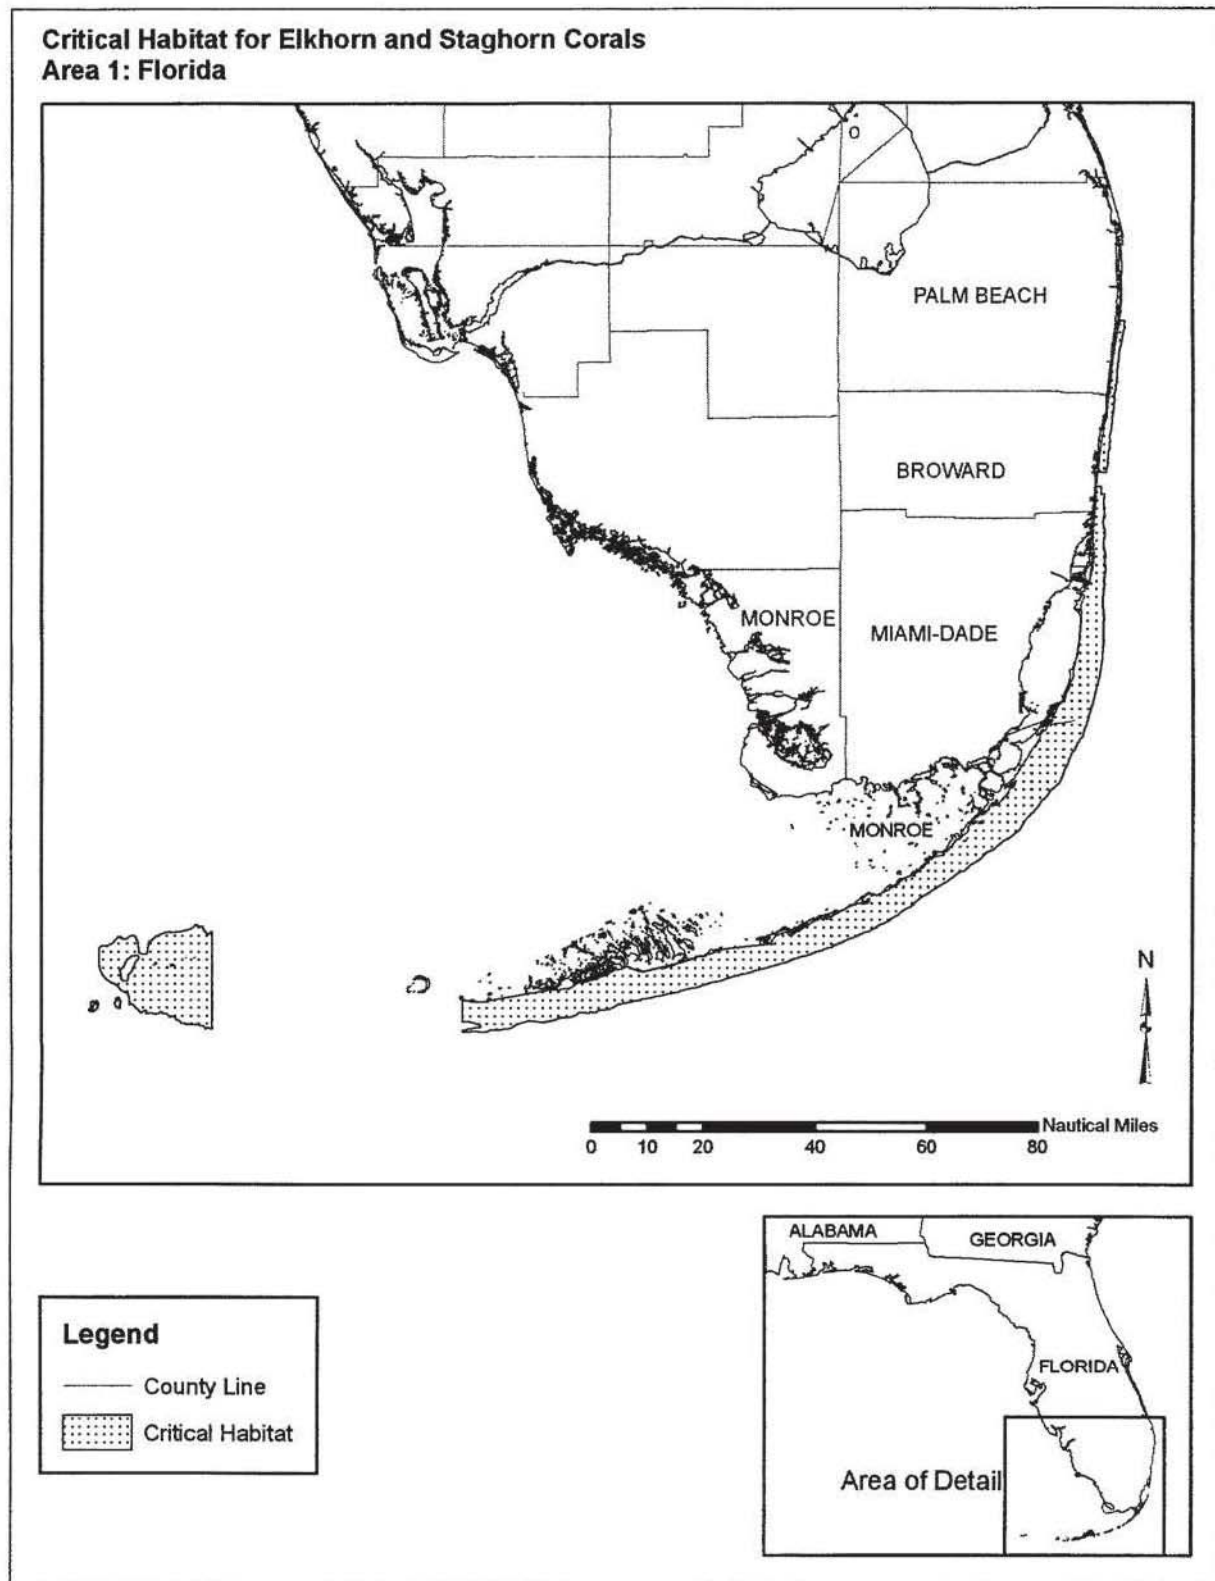 Critical Habitat for Elkhorn and Staghorn Corals
Area 1: Florida
PALM BEACH
BROWARD
MONROE
MIAMI-DADE
MONROE
N
Nautical Miles
0 10 20 40 60 80
ALABAMA
GEORGIA
FLORIDA
Area of Detail
Legend
County Line
Critical Habitat